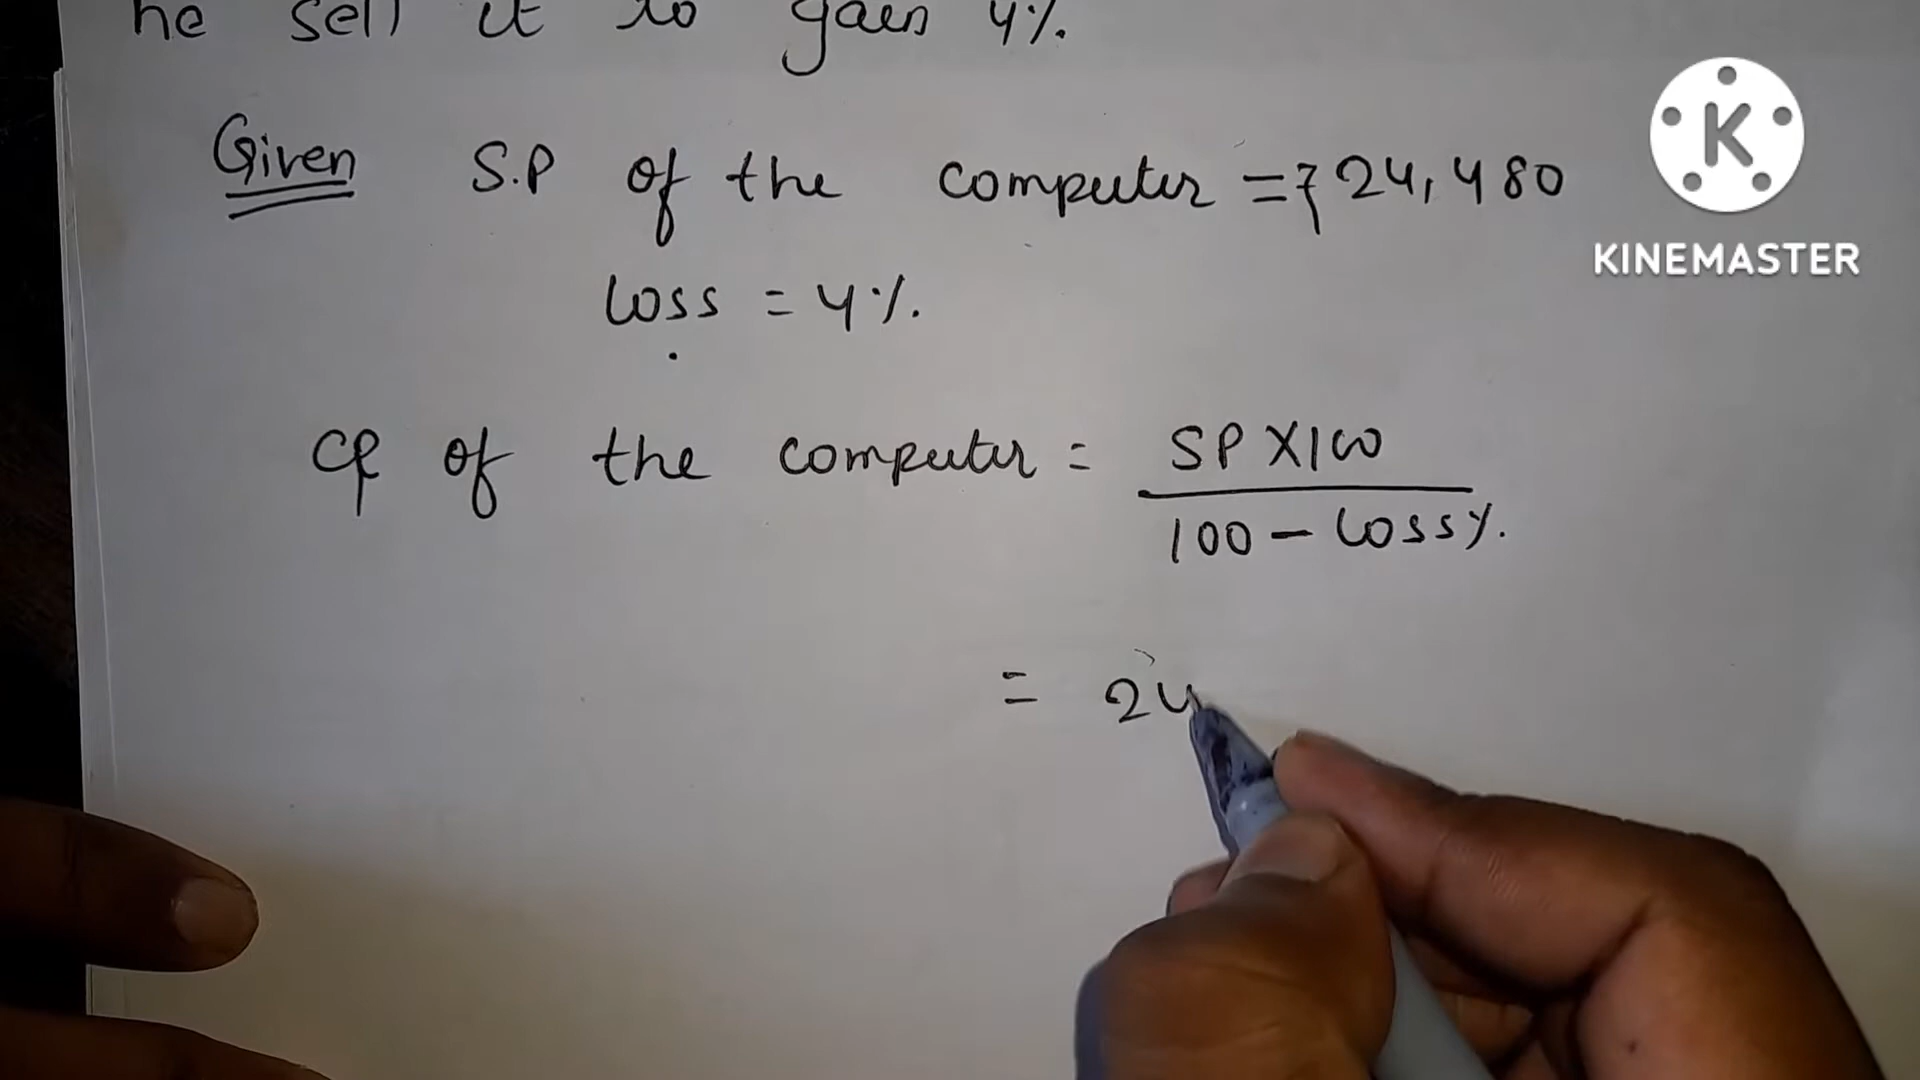 he sell it to gain 4%.
Given S.P of the computer = ₹ 24,480
loss = 4%.
CP of the computer = SP X 100
100 - loss%.
= 24
K
KINEMASTER